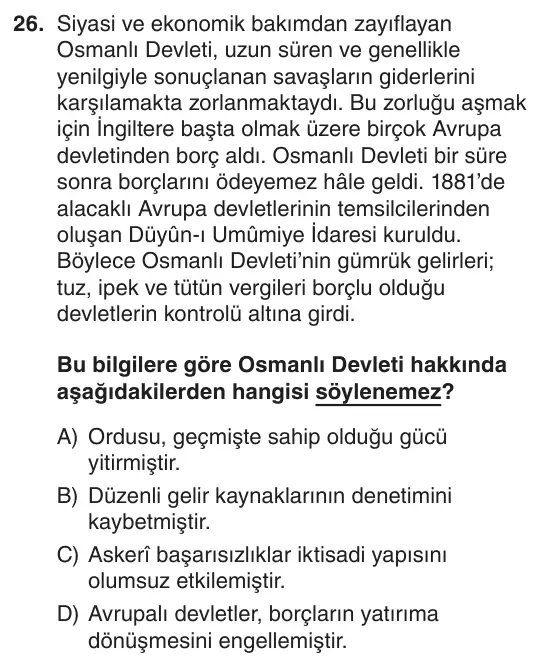 26. Siyasi ve ekonomik bakımdan zayıflayan
Osmanlı Devleti, uzun süren ve genellikle
yenilgiyle sonuçlanan savaşların giderlerini
karşılamakta zorlanmaktaydı. Bu zorluğu aşmak
için İngiltere başta olmak üzere birçok Avrupa
devletinden borç aldı. Osmanlı Devleti bir süre
sonra borçlarını ödeyemez hâle geldi. 1881’de
alacaklı Avrupa devletlerinin temsilcilerinden
oluşan Düyûn-ı Umûmiye İdaresi kuruldu.
Böylece Osmanlı Devleti’nin gümrük gelirleri;
tuz, ipek ve tütün vergileri borçlu olduğu
devletlerin kontrolü altına girdi.
Bu bilgilere göre Osmanlı Devleti hakkında
aşağıdakilerden hangisi söylenemez?
A) Ordusu, geçmişte sahip olduğu gücü
yitirmiştir.
B) Düzenli gelir kaynaklarının denetimini
kaybetmiştir.
C) Askerî başarısızlıklar iktisadi yapısını
olumsuz etkilemiştir.
D) Avrupalı devletler, borçların yatırıma
dönüşmesini engellemiştir.